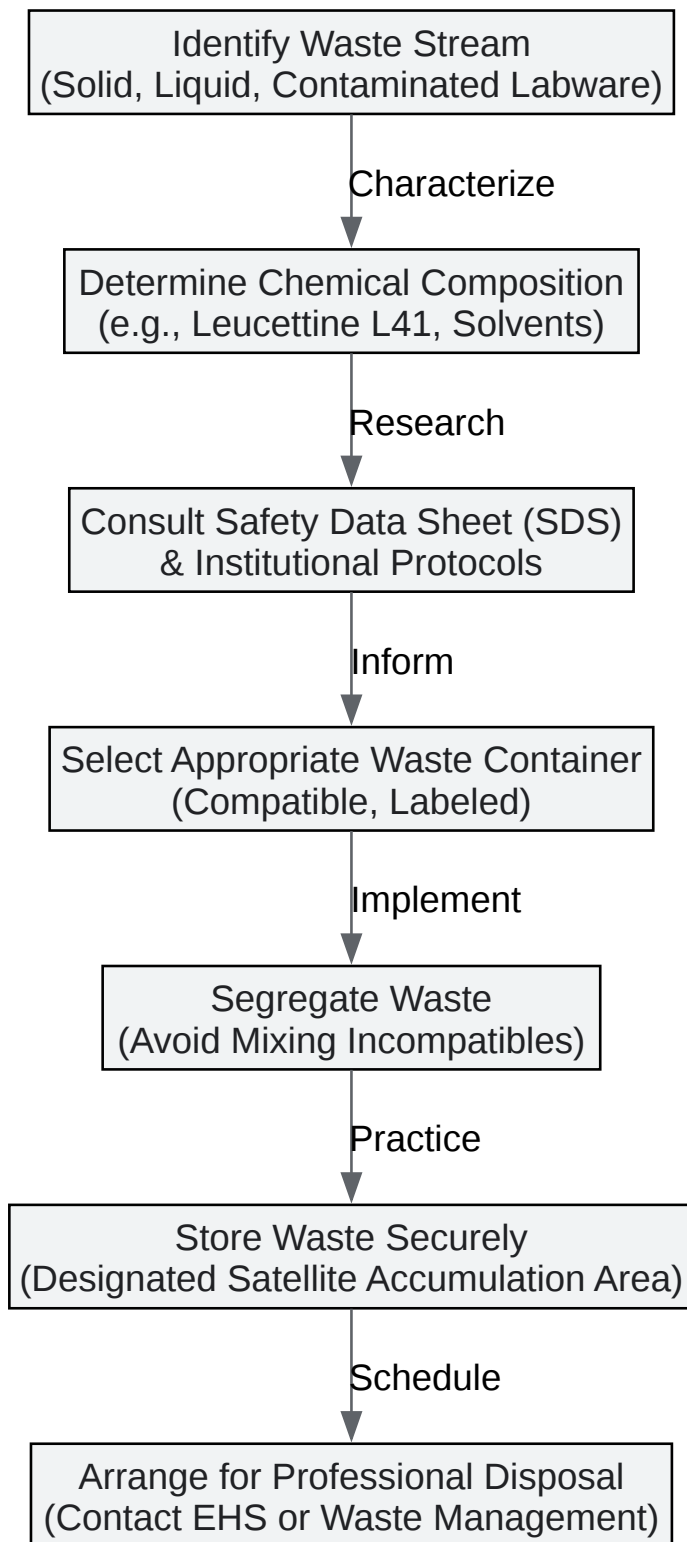 Identify Waste Stream
(Solid, Liquid, Contaminated Labware)
Characterize
Determine Chemical Composition
(e.g., Leucettine L41, Solvents)
Research
Consult Safety Data Sheet (SDS)
& Institutional Protocols
Inform
Select Appropriate Waste Container
(Compatible, Labeled)
Implement
Segregate Waste
(Avoid Mixing Incompatibles)
Practice
Store Waste Securely
(Designated Satellite Accumulation Area)
Schedule
Arrange for Professional Disposal
(Contact EHS or Waste Management)